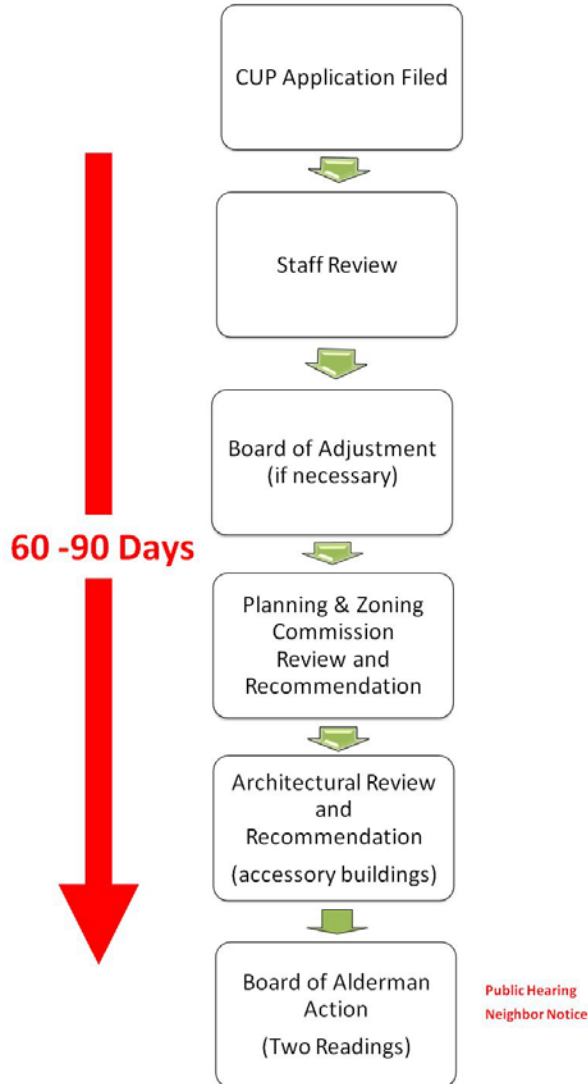 CUP Application Filed
Staff Review
Board of Adjustment
(if necessary)
60 -90 Days
Planning & Zoning
Commission
Review and
Recommendation
Architectural Review
and
Recommendation
(accessory buildings)
Board of Alderman
Action
(Two Readings)
Public Hearing
Neighbor Notice